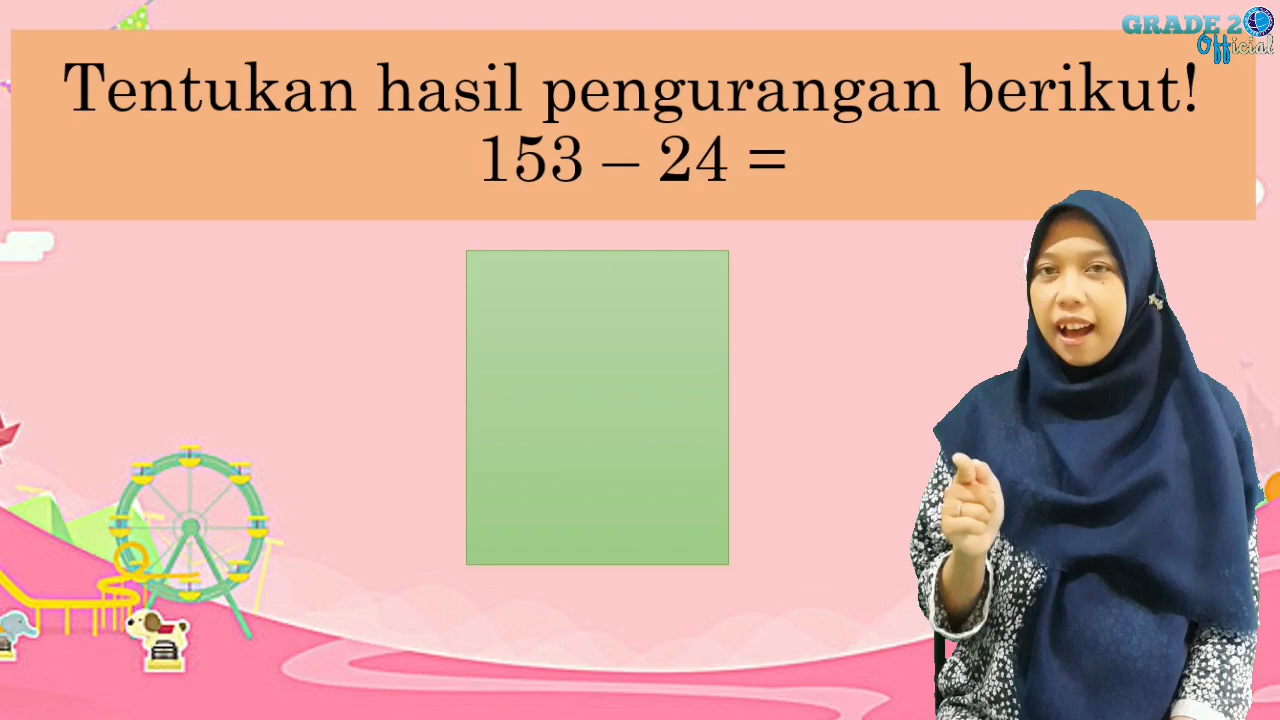 GRADE 2
Official
Tentukan hasil pengurangan berikut!
153 – 24 =